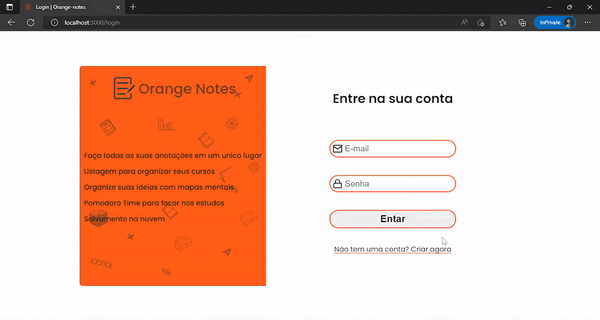 Login | Orange-notes
localhost:3000/login
InPrivate
Orange Notes
Faça todas as suas anotações em um unico lugar
Listagem para organizar seus cursos
Organize suas ideias com mapas mentais
Pomodoro Time para focar nos estudos
Salvamento na nuvem
Entre na sua conta
E-mail
Senha
Entar
Não tem uma conta? Criar agora